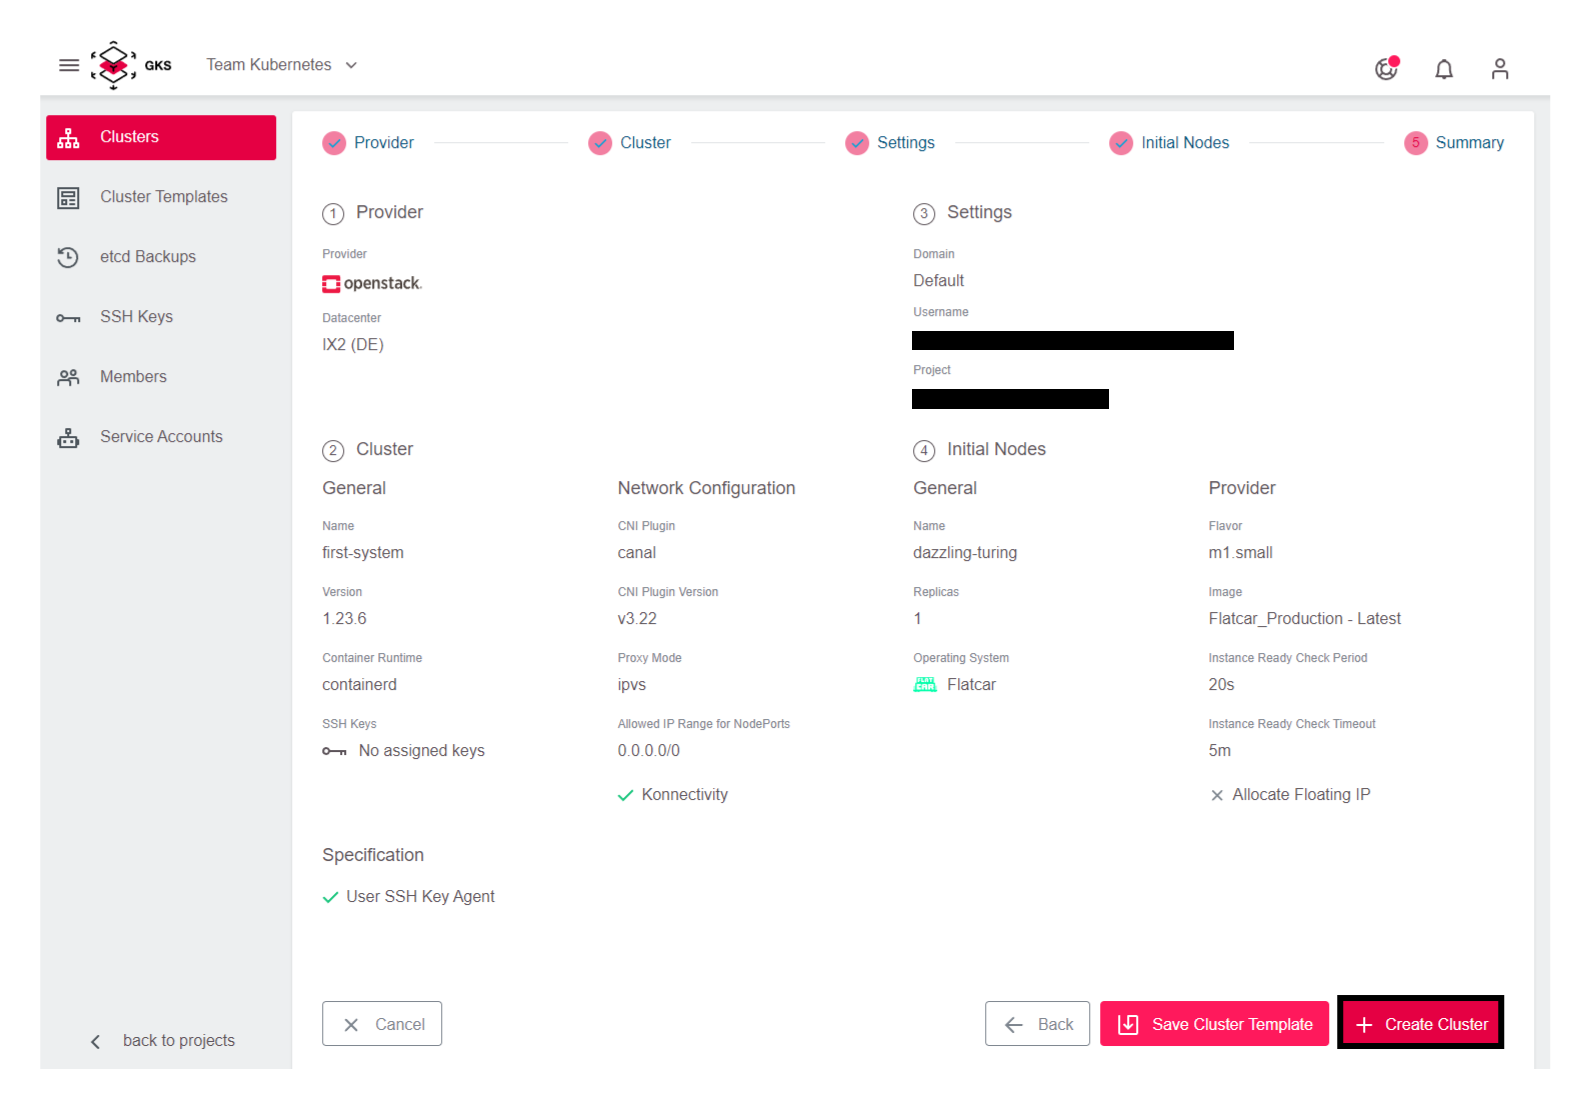 GKS Team Kubernetes
Clusters
Cluster Templates
etcd Backups
SSH Keys
Members
Service Accounts
back to projects
Provider Cluster Settings Initial Nodes 5 Summary
1 Provider
Provider
openstack.
Datacenter
IX2 (DE)
3 Settings
Domain
Default
Username
Project
2 Cluster
General
Name
first-system
Version
1.23.6
Container Runtime
containerd
SSH Keys
No assigned keys
Network Configuration
CNI Plugin
canal
CNI Plugin Version
v3.22
Proxy Mode
ipvs
Allowed IP Range for NodePorts
0.0.0.0/0
Konnectivity
Specification
User SSH Key Agent
4 Initial Nodes
General
Name
dazzling-turing
Replicas
1
Operating System
FLAT
CAR
Flatcar
Provider
Flavor
m1.small
Image
Flatcar_Production - Latest
Instance Ready Check Period
20s
Instance Ready Check Timeout
5m
Allocate Floating IP
Cancel
Back
Save Cluster Template
Create Cluster